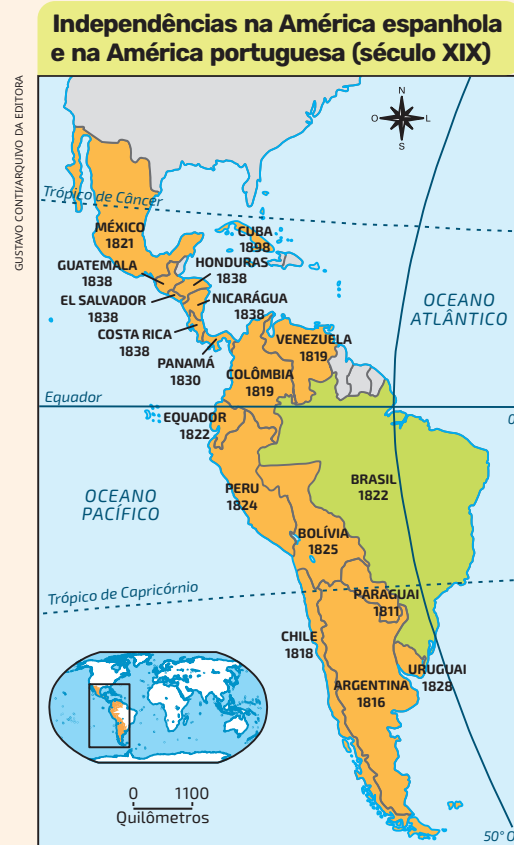 Independências na América espanhola
e na América portuguesa (século XIX)
GUSTAVO CONTI/ARQUIVO DA EDITORA
N
O
L
S
Trópico de Câncer
MÉXICO
1821
CUBA
1898
GUATEMALA
1838
HONDURAS
1838
EL SALVADOR
1838
NICARÁGUA
1838
COSTA RICA
1838
PANAMÁ
1830
OCEANO
ATLÂNTICO
VENEZUELA
1819
COLÔMBIA
1819
Equador
0
EQUADOR
1822
PERU
1824
BRASIL
1822
OCEANO
PACÍFICO
BOLÍVIA
1825
Trópico de Capricórnio
PARAGUAI
1811
CHILE
1818
URUGUAI
1828
ARGENTINA
1816
0 1100
Quilômetros
50° O